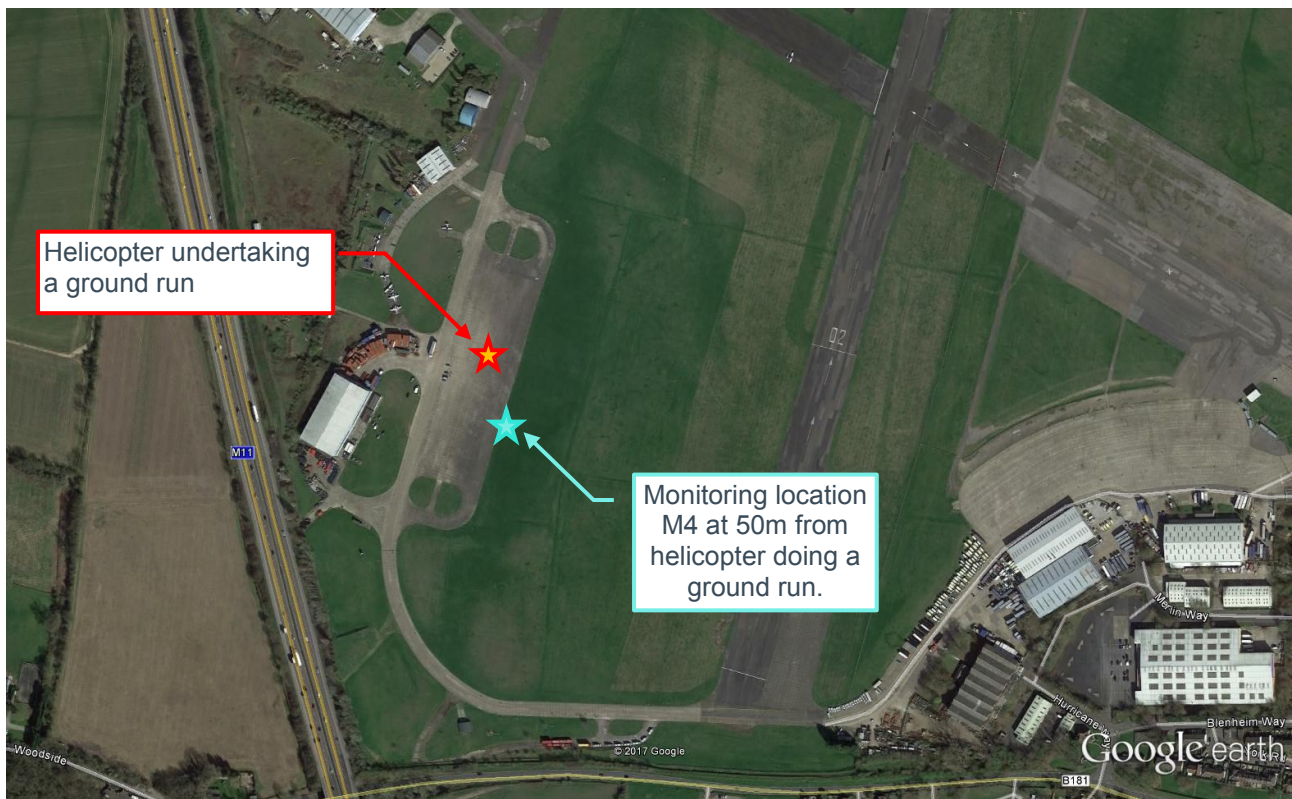 Helicopter undertaking
a ground run
02
M11
Monitoring location
M4 at 50m from
helicopter doing a
ground run.
Merlin Way
Hurricane Way
Blenheim Way
Woodside
© 2017 Google
Google earth
B181